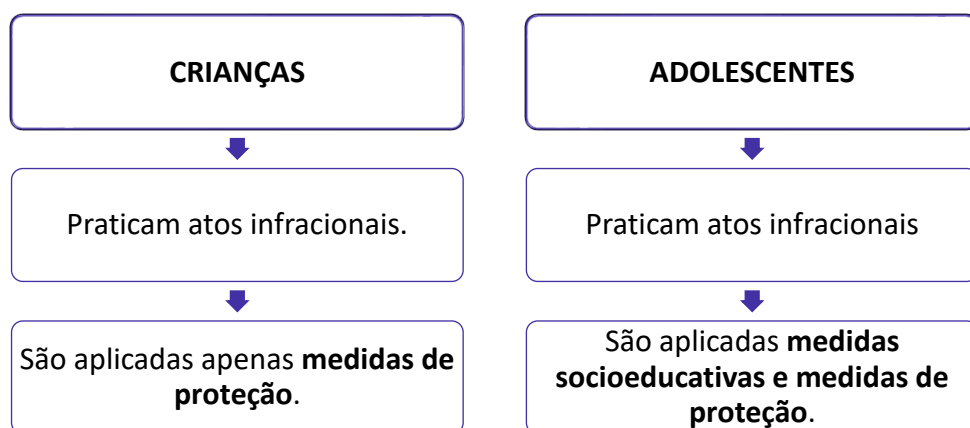 CRIANÇAS
Praticam atos infracionais.
São aplicadas apenas medidas de
proteção.
ADOLESCENTES
Praticam atos infracionais
São aplicadas medidas
socioeducativas e medidas de
proteção.